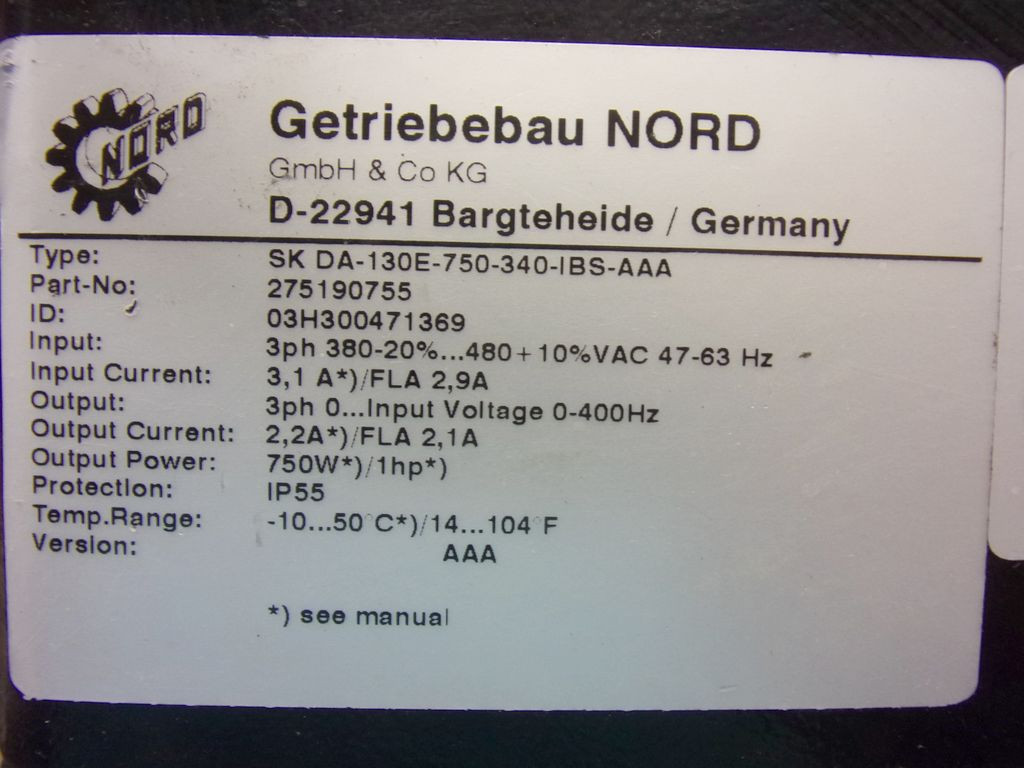 NORD
Getriebebau NORD
GmbH & Co KG
D-22941 Bargteheide / Germany
Type: SK DA-130E-750-340-IBS-AAA
Part-No: 275190755
ID: 03H300471369
Input: 3ph 380-20%...480+10%VAC 47-63 Hz
Input Current: 3,1 A*)/FLA 2,9A
Output: 3ph 0...Input Voltage 0-400Hz
Output Current: 2,2A*)/FLA 2,1A
Output Power: 750W*)/1hp*)
Protection: IP55
Temp.Range: -10...50°C*)/14...104°F
Version: AAA
*) see manual